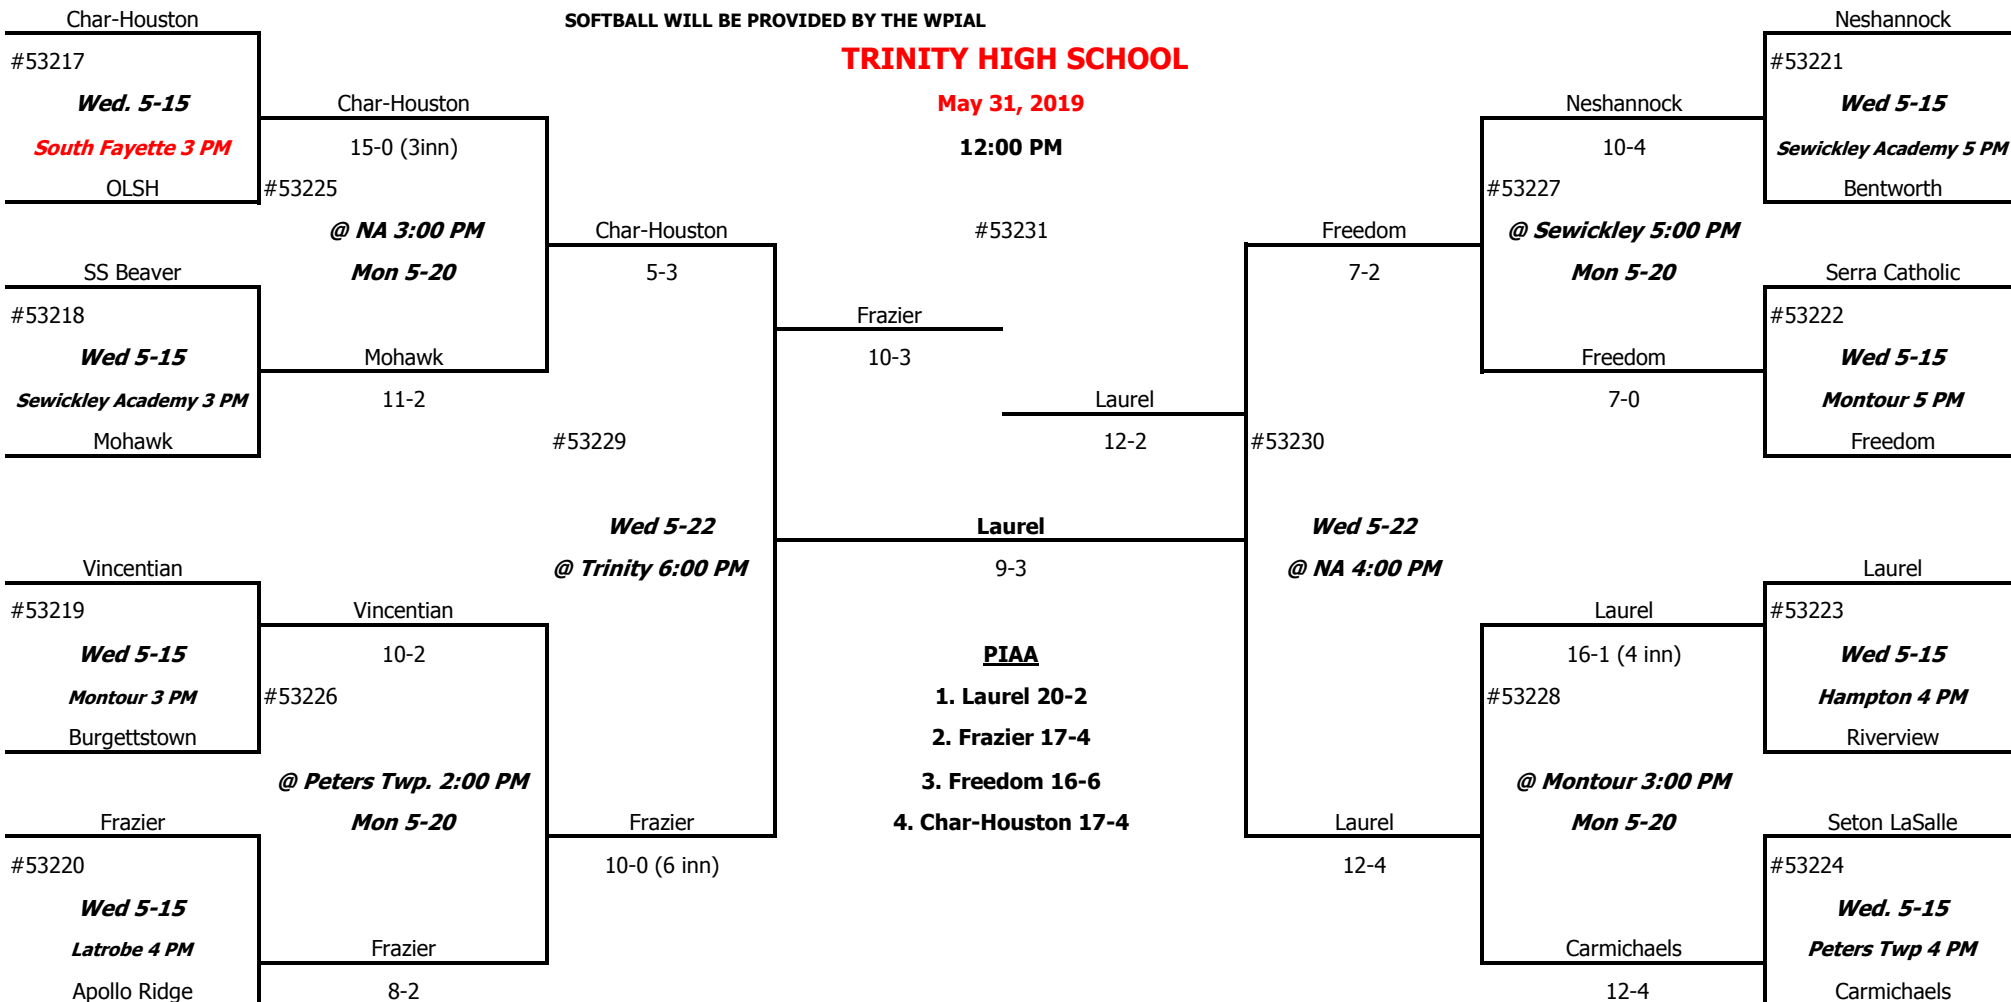 Char-Houston
SOFTBALL WILL BE PROVIDED BY THE WPIAL
Neshannock
#53217
TRINITY HIGH SCHOOL
#53221
Wed. 5-15
Char-Houston
May 31, 2019
Neshannock
Wed 5-15
South Fayette 3 PM
15-0 (3inn)
12:00 PM
10-4
Sewickley Academy 5 PM
OLSH
#53225
#53227
Bentworth
@ NA 3:00 PM
Char-Houston
#53231
Freedom
@ Sewickley 5:00 PM
SS Beaver
Mon 5-20
5-3
7-2
Mon 5-20
Serra Catholic
#53218
Frazier
#53222
Wed 5-15
Mohawk
10-3
Freedom
Wed 5-15
Sewickley Academy 3 PM
11-2
Laurel
7-0
Montour 5 PM
Mohawk
#53229
12-2
#53230
Freedom
Wed 5-22
Laurel
Wed 5-22
Vincentian
@ Trinity 6:00 PM
9-3
@ NA 4:00 PM
Laurel
#53219
Vincentian
Laurel
#53223
Wed 5-15
10-2
PIAA
16-1 (4 inn)
Wed 5-15
Montour 3 PM
#53226
1. Laurel 20-2
#53228
Hampton 4 PM
Burgettstown
2. Frazier 17-4
Riverview
@ Peters Twp. 2:00 PM
3. Freedom 16-6
@ Montour 3:00 PM
Frazier
Mon 5-20
Frazier
4. Char-Houston 17-4
Laurel
Mon 5-20
Seton LaSalle
#53220
10-0 (6 inn)
12-4
#53224
Wed 5-15
Wed. 5-15
Latrobe 4 PM
Frazier
Carmichaels
Peters Twp 4 PM
Apollo Ridge
8-2
12-4
Carmichaels